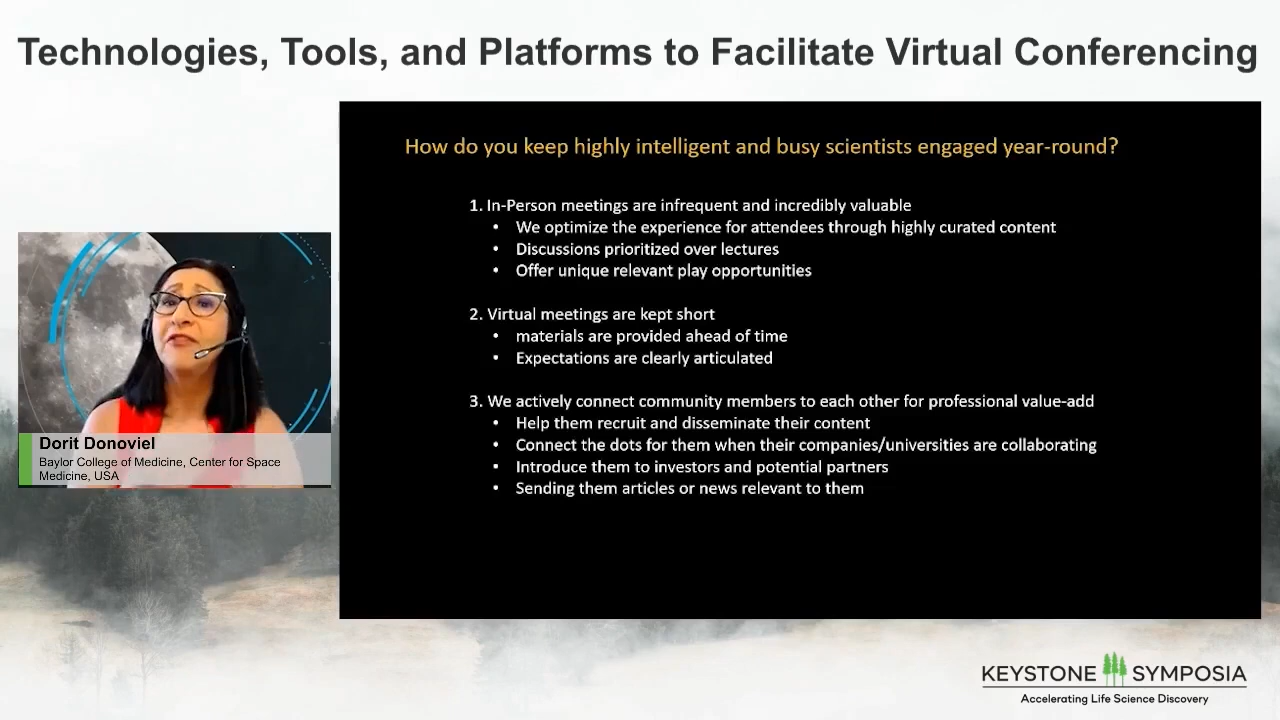 Technologies, Tools, and Platforms to Facilitate Virtual Conferencing
How do you keep highly intelligent and busy scientists engaged year-round?
1. In-Person meetings are infrequent and incredibly valuable
• We optimize the experience for attendees through highly curated content
• Discussions prioritized over lectures
• Offer unique relevant play opportunities
2. Virtual meetings are kept short
• materials are provided ahead of time
• Expectations are clearly articulated
3. We actively connect community members to each other for professional value-add
• Help them recruit and disseminate their content
• Connect the dots for them when their companies/universities are collaborating
• Introduce them to investors and potential partners
• Sending them articles or news relevant to them
Dorit Donoviel
Baylor College of Medicine, Center for Space
Medicine, USA
KEYSTONE SYMPOSIA
Accelerating Life Science Discovery